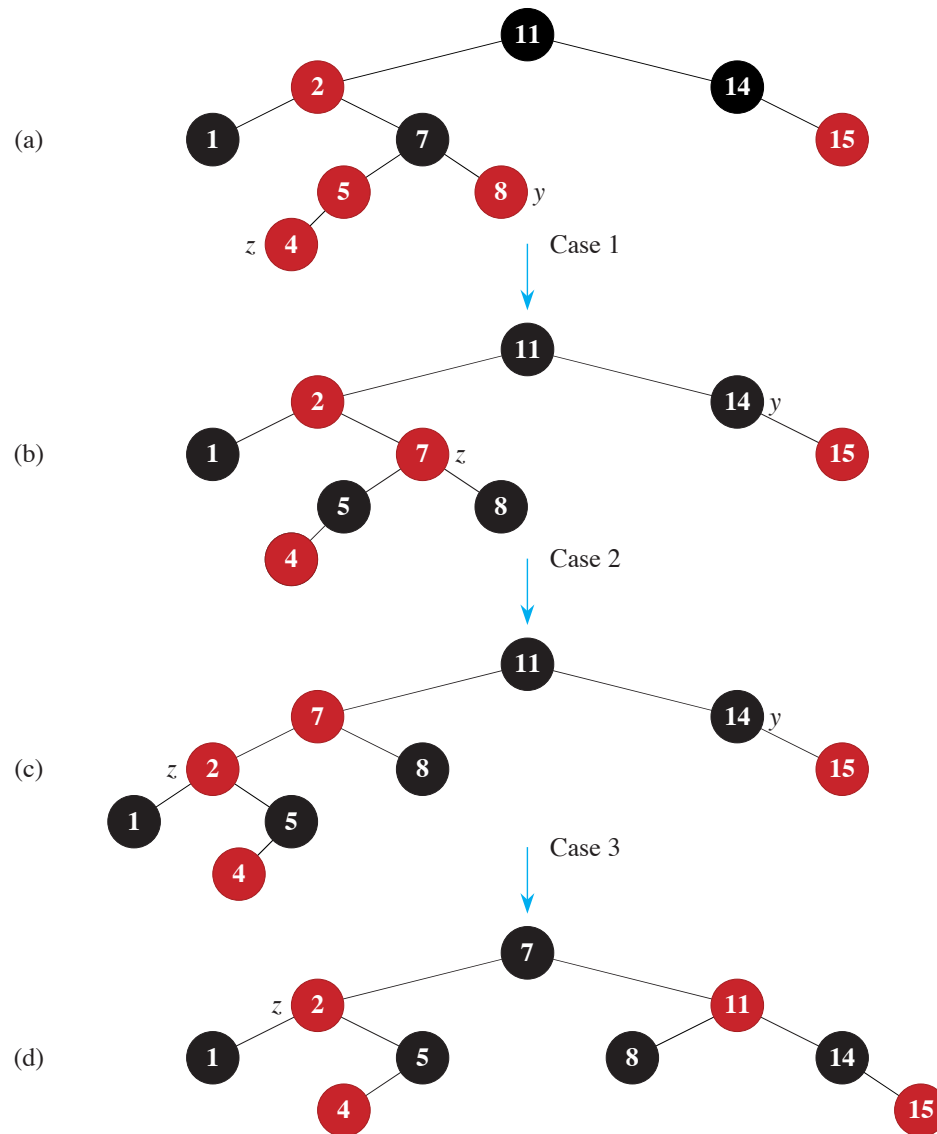 11
2 14
(a) 1 7 15
5 8 y
z 4 Case 1
11
2 14 y
(b) 1 7 z 15
5 8
4 Case 2
11
7 14 y
(c) z 2 8 15
1 5
4 Case 3
7
z 2 11
(d) 1 5 8 14
4 15